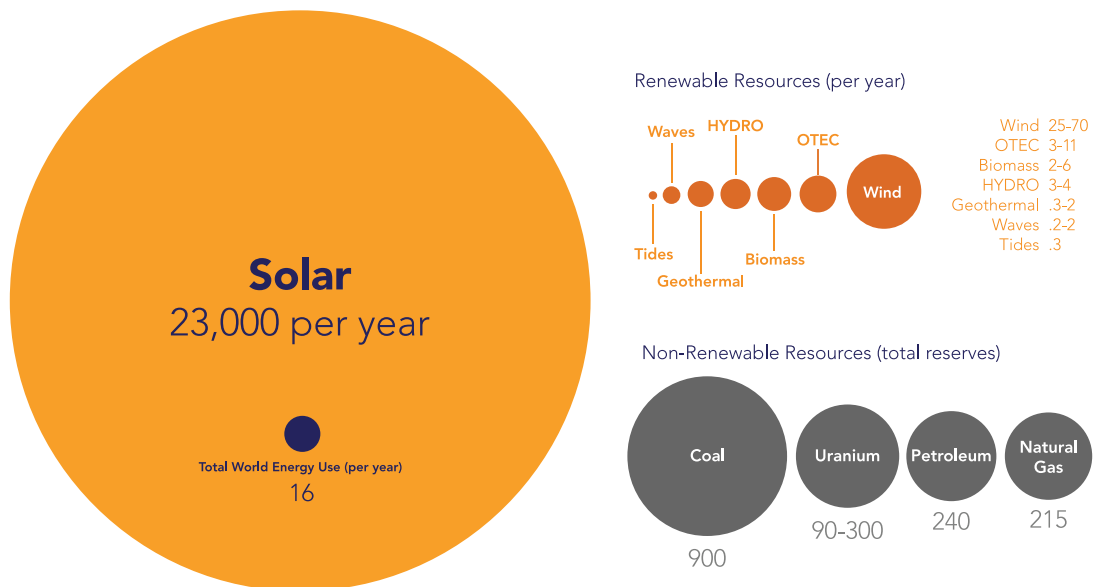 Solar
23,000 per year
Total World Energy Use (per year)
16
Renewable Resources (per year)
Waves
HYDRO
OTEC
Wind
Tides
Geothermal
Biomass
Wind 25-70
OTEC 3-11
Biomass 2-6
HYDRO 3-4
Geothermal .3-2
Waves .2-2
Tides .3
Non-Renewable Resources (total reserves)
Coal
900
Uranium
90-300
Petroleum
240
Natural
Gas
215